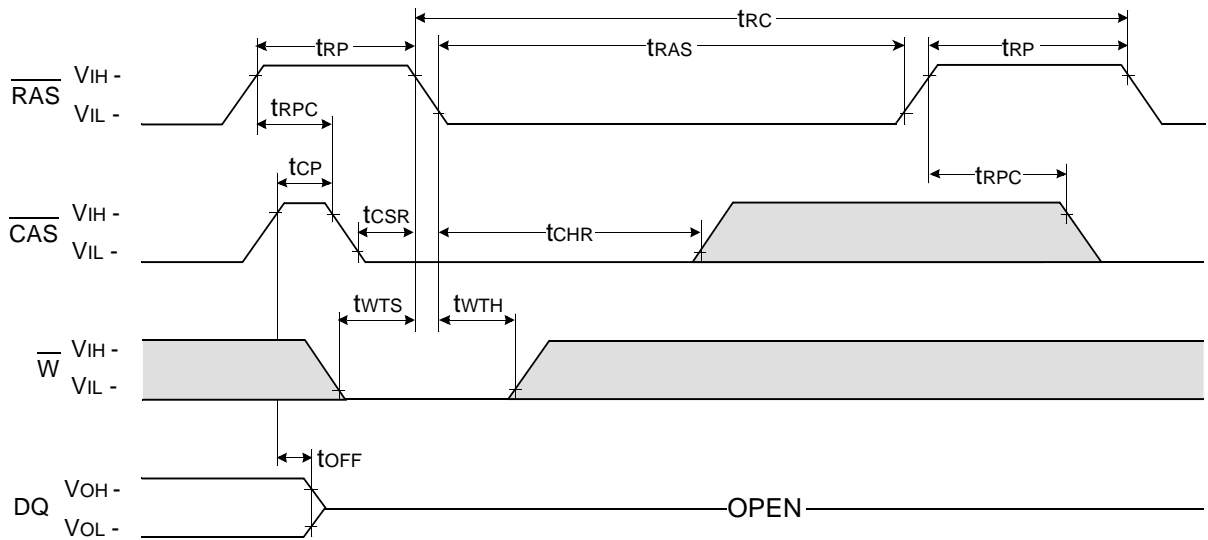 tRC
tRP tRAS tRP
RAS VIH -
VIL -
tRPC
tCP
tRPC
CAS VIH -
VIL -
tCSR tCHR
tWTS tWTH
W VIH -
VIL -
tOFF
DQ VOH -
VOL -
OPEN